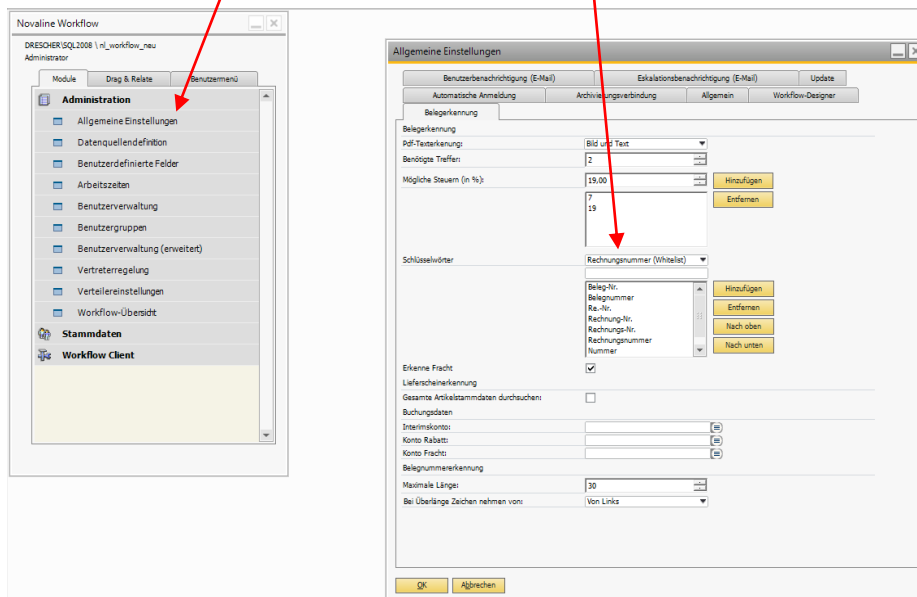 Novaline Workflow
DRESCHER\SQL2008 \ nl_workflow_neu
Administrator
Module Drag & Relate Benutzermenü
Administration
Allgemeine Einstellungen
Datenquellendefinition
Benutzerdefinierte Felder
Arbeitszeiten
Benutzerverwaltung
Benutzergruppen
Benutzerverwaltung (erweitert)
Vertreterregelung
Verteilereinstellungen
Workflow-Übersicht
Stammdaten
Workflow Client
Allgemeine Einstellungen
Benutzerbenachrichtigung (E-Mail) Eskalationsbenachrichtigung (E-Mail) Update
Automatische Anmeldung Archivierungsverbindung Allgemein Workflow-Designer
Belegerkennung
Belegerkennung
Pdf-Texterkenung: Bild und Text
Benötigte Treffer: 2
Mögliche Steuern (in %): 19,00 Hinzufügen
7 Entfernen
19
Schlüsselwörter Rechnungsnummer (Whitelist)
Beleg-Nr. Hinzufügen
Belegnummer
Re.-Nr. Entfernen
Rechnung-Nr.
Rechnungs-Nr. Nach oben
Rechnungsnummer
Nummer Nach unten
Erkenne Fracht
Lieferscheinerkennung
Gesamte Artikelstammdaten durchsuchen:
Buchungsdaten
Interimskonto:
Konto Rabatt:
Konto Fracht:
Belegnummererkennung
Maximale Länge: 30
Bei Überlänge Zeichen nehmen von: Von Links
OK Abbrechen